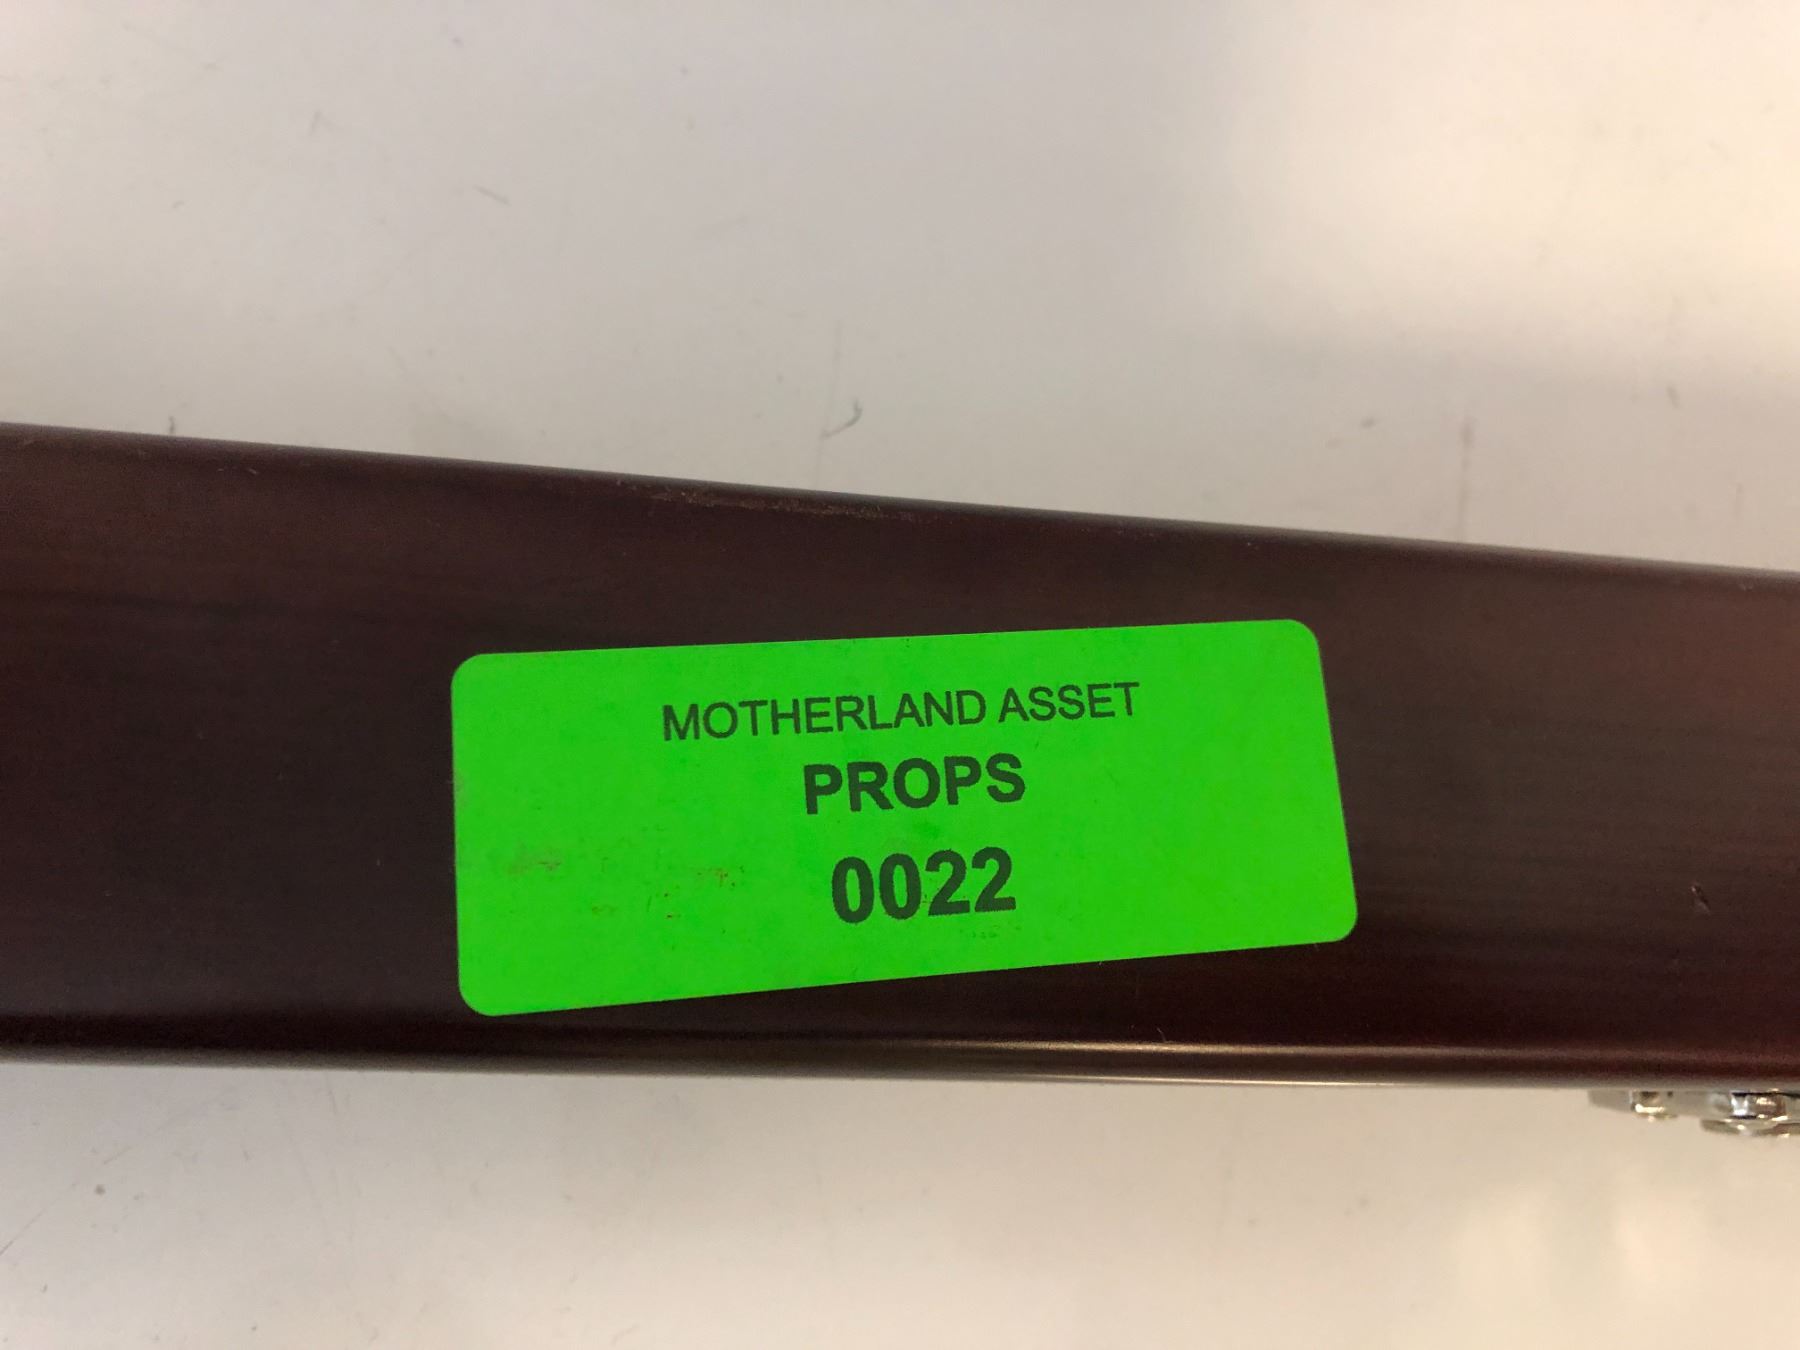 MOTHERLAND ASSET
PROPS
0022